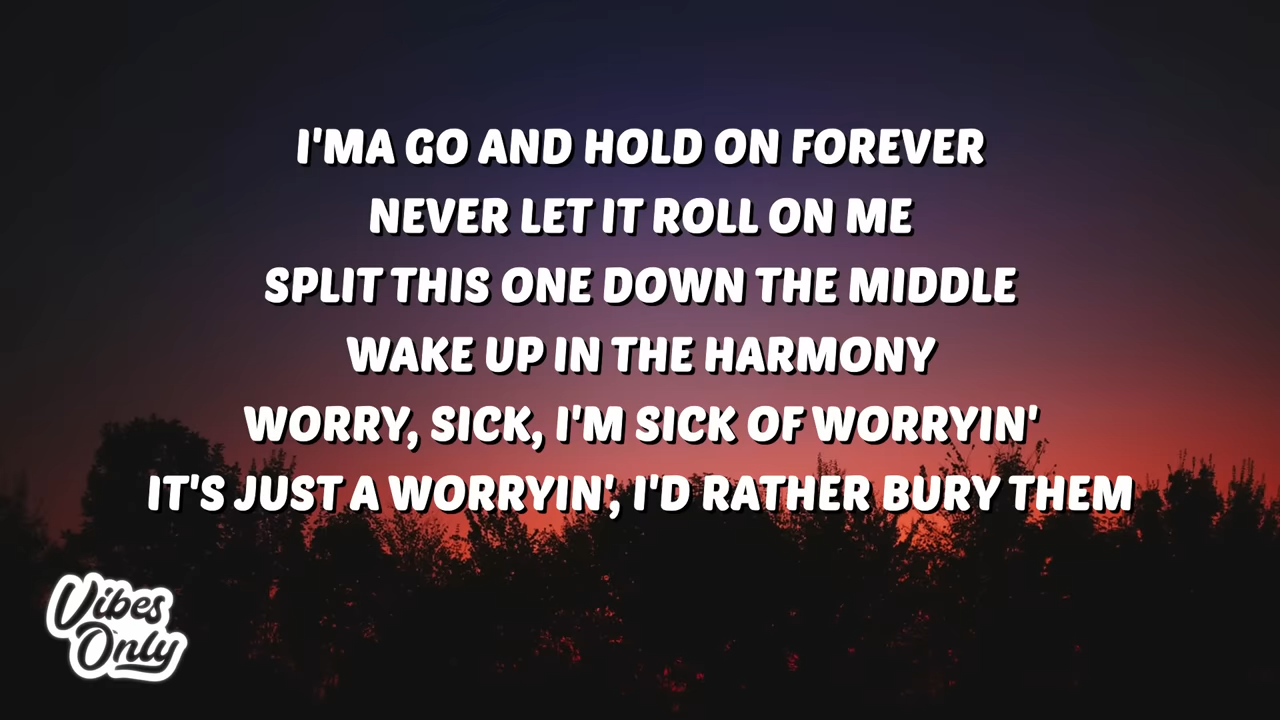 I'MA GO AND HOLD ON FOREVER
NEVER LET IT ROLL ON ME
SPLIT THIS ONE DOWN THE MIDDLE
WAKE UP IN THE HARMONY
WORRY, SICK, I'M SICK OF WORRYIN'
IT'S JUST A WORRYIN', I'D RATHER BURY THEM
Vibes
Only